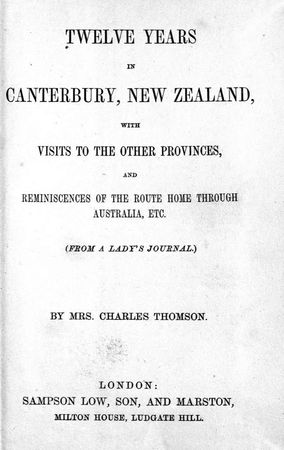 TWELVE YEARS
IN
CANTERBURY, NEW ZEALAND,
WITH
VISITS TO THE OTHER PROVINCES,
AND
REMINISCENCES OF THE ROUTE HOME THROUGH
AUSTRALIA, ETC.
(FROM A LADY'S JOURNAL.)
BY MRS. CHARLES THOMSON.
LONDON:
SAMPSON LOW, SON, AND MARSTON,
MILTON HOUSE, LUDGATE HILL.